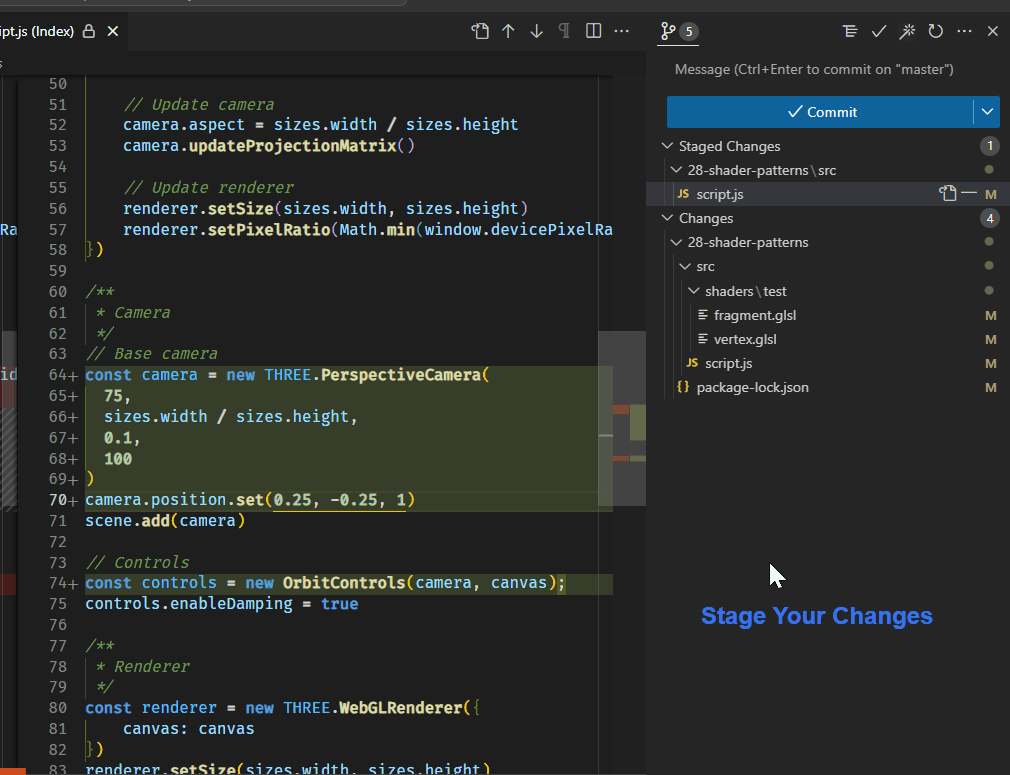 ipt.js (Index)
5
Message (Ctrl+Enter to commit on "master")
Commit
Staged Changes 1
28-shader-patterns\src
JS script.js M
Changes 4
28-shader-patterns
src
shaders\test
fragment.glsl M
vertex.glsl M
JS script.js M
{} package-lock.json M
Stage Your Changes
s
Ra
id
50
51 // Update camera
52 camera.aspect = sizes.width / sizes.height
53 camera.updateProjectionMatrix()
54
55 // Update renderer
56 renderer.setSize(sizes.width, sizes.height)
57 renderer.setPixelRatio(Math.min(window.devicePixelRa
58 })
59
60 /**
61 * Camera
62 */
63 // Base camera
64+ const camera = new THREE.PerspectiveCamera(
65+ 75,
66+ sizes.width / sizes.height,
67+ 0.1,
68+ 100
69+ )
70+ camera.position.set(0.25, -0.25, 1)
71 scene.add(camera)
72
73 // Controls
74+ const controls = new OrbitControls(camera, canvas);
75 controls.enableDamping = true
76
77 /**
78 * Renderer
79 */
80 const renderer = new THREE.WebGLRenderer({
81 canvas: canvas
82 })
83 renderer.setSize(sizes.width, sizes.height)